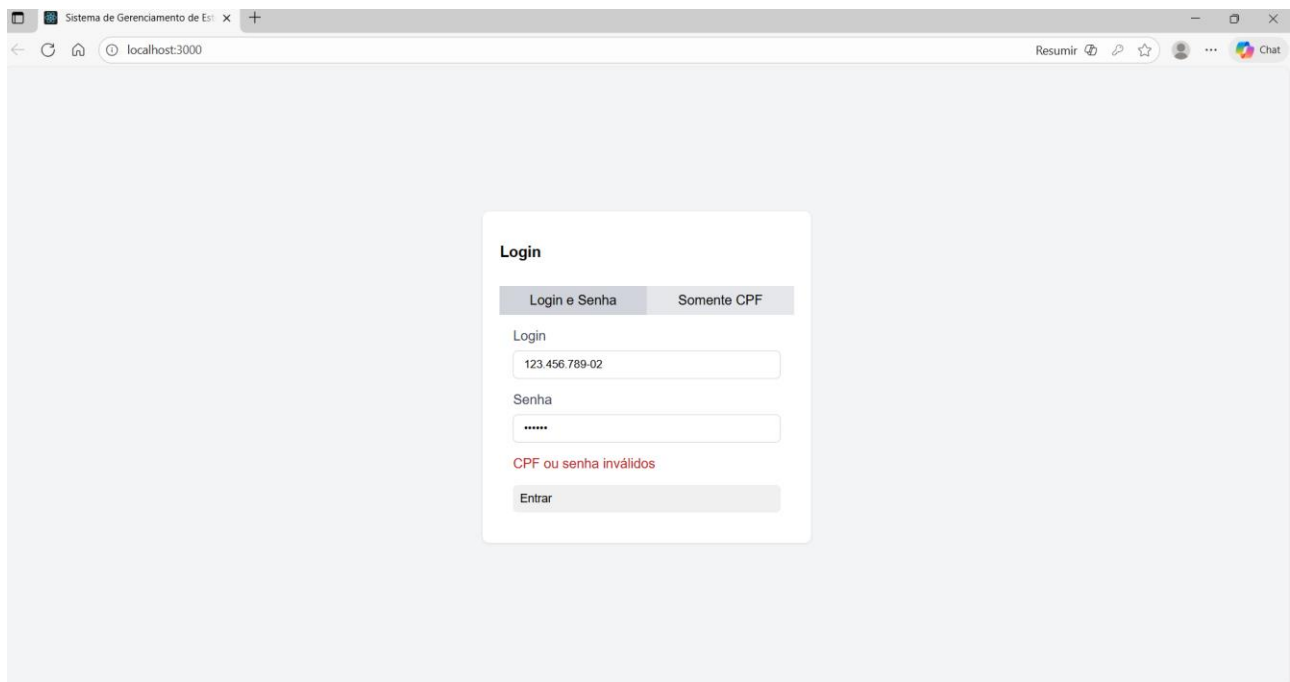 Sistema de Gerenciamento de Est
localhost:3000
Resumir
Chat
Login
Login e Senha Somente CPF
Login
123.456.789-02
Senha
••••••
CPF ou senha inválidos
Entrar